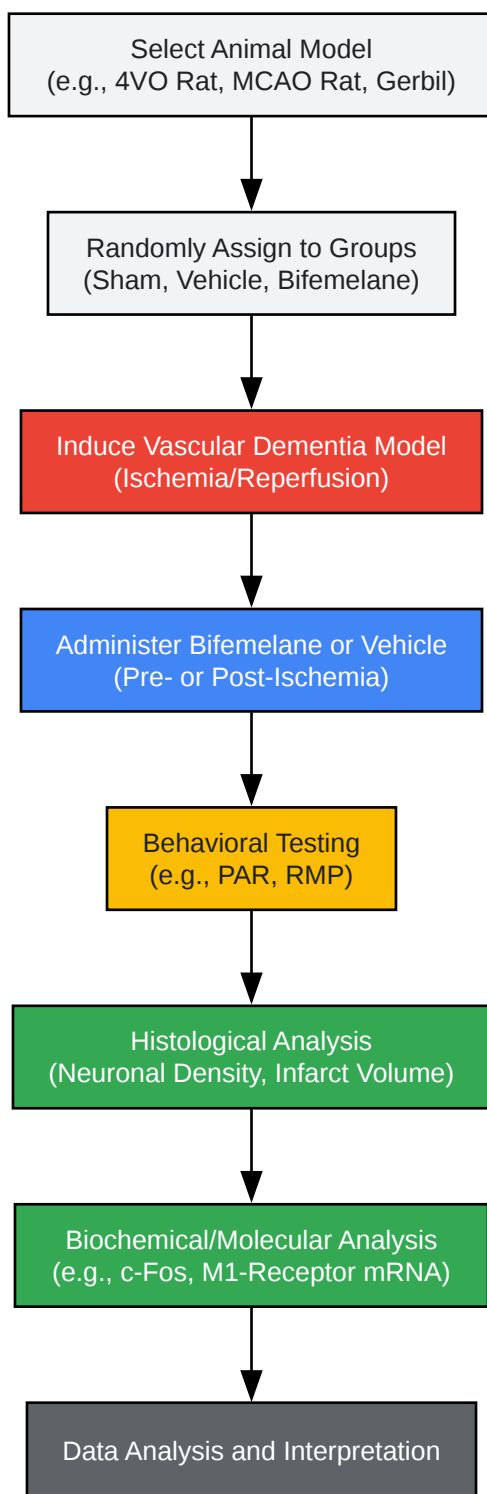 Select Animal Model
(e.g., 4VO Rat, MCAO Rat, Gerbil)
Randomly Assign to Groups
(Sham, Vehicle, Bifemelane)
Induce Vascular Dementia Model
(Ischemia/Reperfusion)
Administer Bifemelane or Vehicle
(Pre- or Post-Ischemia)
Behavioral Testing
(e.g., PAR, RMP)
Histological Analysis
(Neuronal Density, Infarct Volume)
Biochemical/Molecular Analysis
(e.g., c-Fos, M1-Receptor mRNA)
Data Analysis and Interpretation